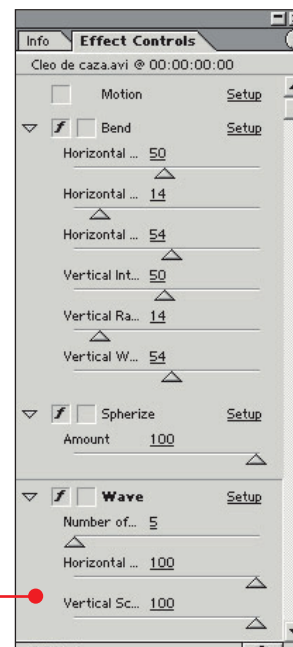 Info Effect Controls
Cleo de caza.avi @ 00:00:00:00
Motion Setup
f Bend Setup
Horizontal ... 50
Horizontal ... 14
Horizontal ... 54
Vertical Int... 50
Vertical Ra... 14
Vertical W... 54
f Spherize Setup
Amount 100
f Wave Setup
Number of... 5
Horizontal ... 100
Vertical Sc... 100